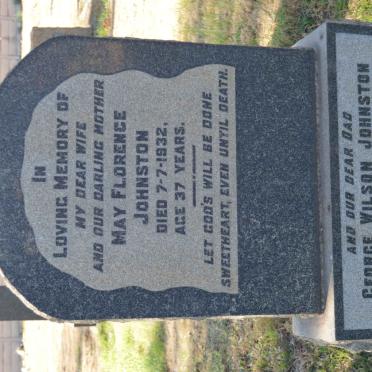 IN
LOVING MEMORY OF
MY DEAR WIFE
AND OUR DARLING MOTHER
MAY FLORENCE
JOHNSTON
DIED 7-7-1932,
AGE 37 YEARS.
LET GOD'S WILL BE DONE
SWEETHEART, EVEN UNTIL DEATH.
AND OUR DEAR DAD
GEORGE WILSON JOHNSTON